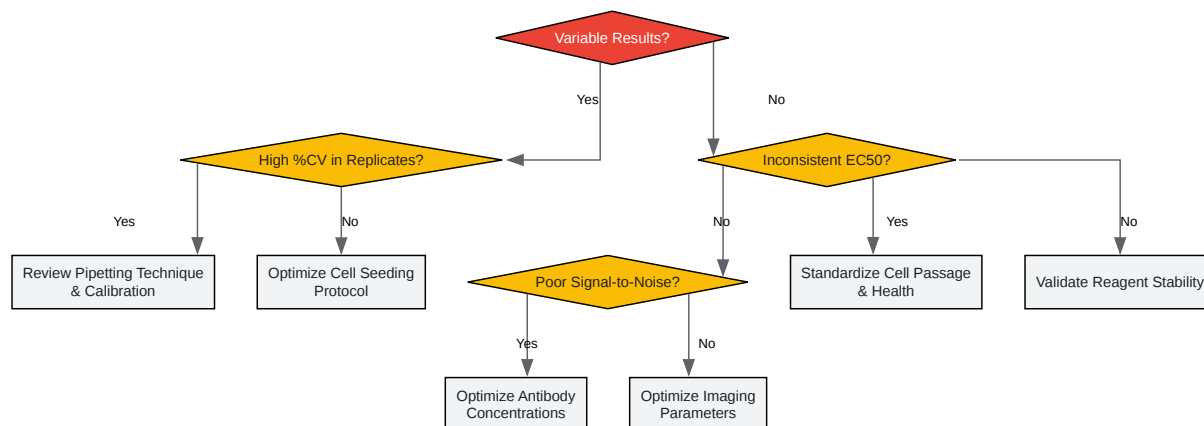 Variable Results?
Yes
No
High %CV in Replicates?
Inconsistent EC50?
Yes
No
No
Yes
No
Review Pipetting Technique
& Calibration
Optimize Cell Seeding
Protocol
Poor Signal-to-Noise?
Standardize Cell Passage
& Health
Validate Reagent Stability
Yes
No
Optimize Antibody
Concentrations
Optimize Imaging
Parameters